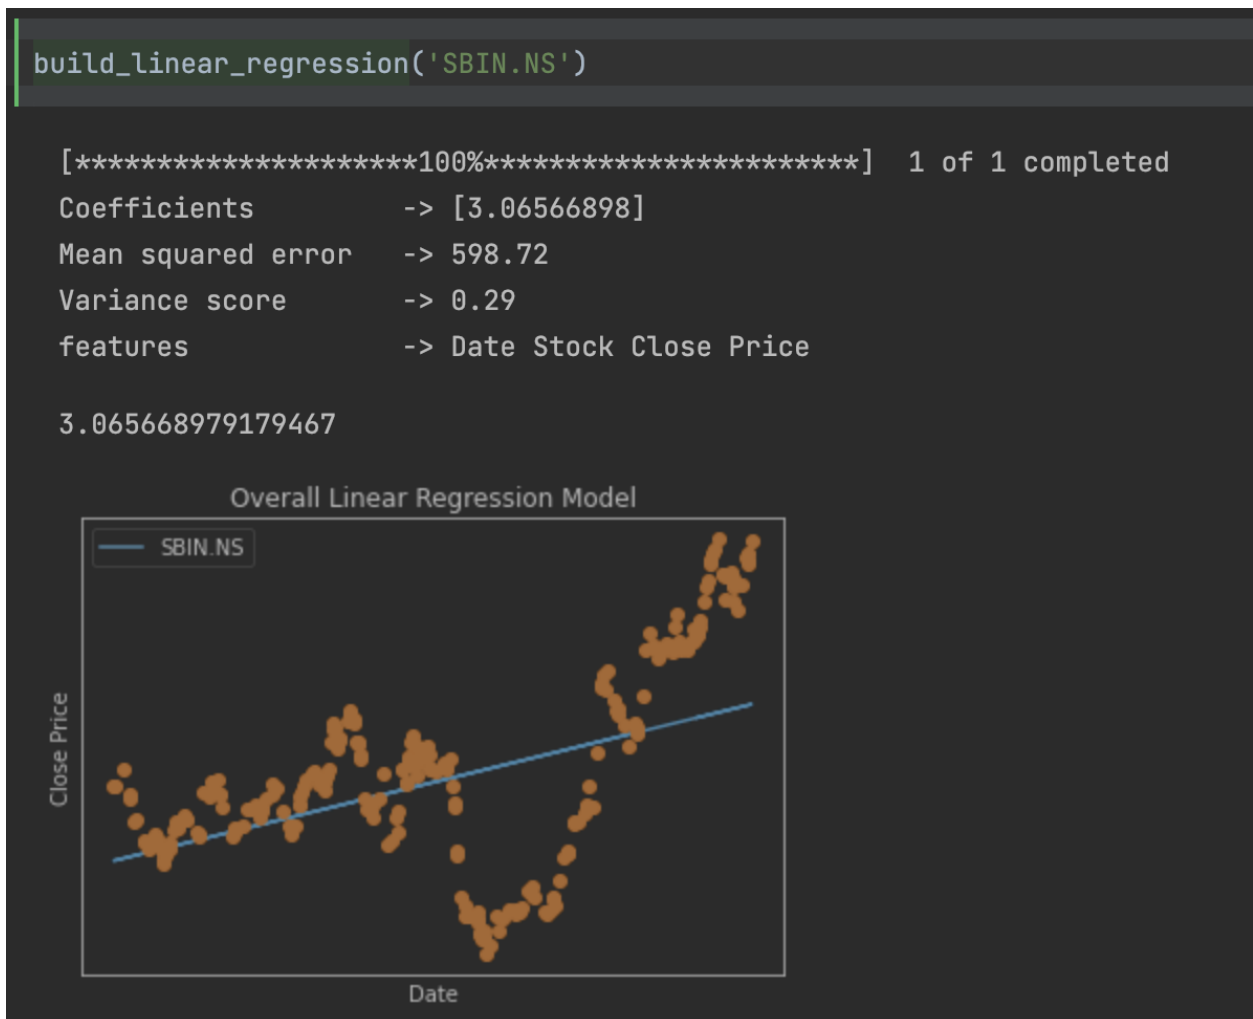 build_linear_regression('SBIN.NS')
[*********************100%***********************]  1 of 1 completed
Coefficients         -> [3.06566898]
Mean squared error   -> 598.72
Variance score       -> 0.29
features             -> Date Stock Close Price
3.065668979179467
Overall Linear Regression Model
SBIN.NS
Close Price
Date